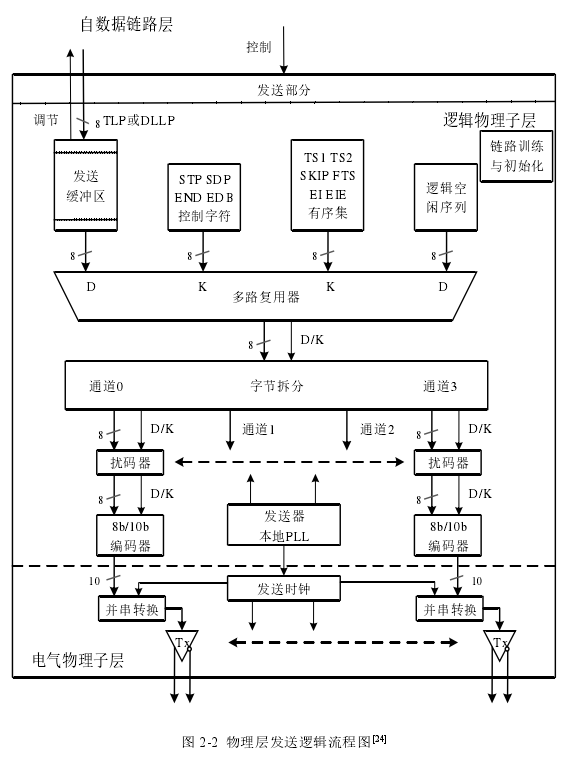 自数据链路层
控制
发送部分
调节
8 TLP或DLLP
逻辑物理子层
链路训练
与初始化
发送
缓冲区
STP SDP
END EDB
控制字符
TS1 TS2
SKIP FTS
EI EIE
有序集
逻辑空
闲序列
8
8
8
8
D
K
K
D
多路复用器
8
D/K
通道0
字节拆分
通道3
8
D/K
通道1
通道2
8
D/K
扰码器
扰码器
8
D/K
8
D/K
8b/10b
编码器
发送器
本地PLL
8b/10b
编码器
10
10
发送时钟
并串转换
并串转换
Tx
Tx
电气物理子层
图 2-2 物理层发送逻辑流程图[24]